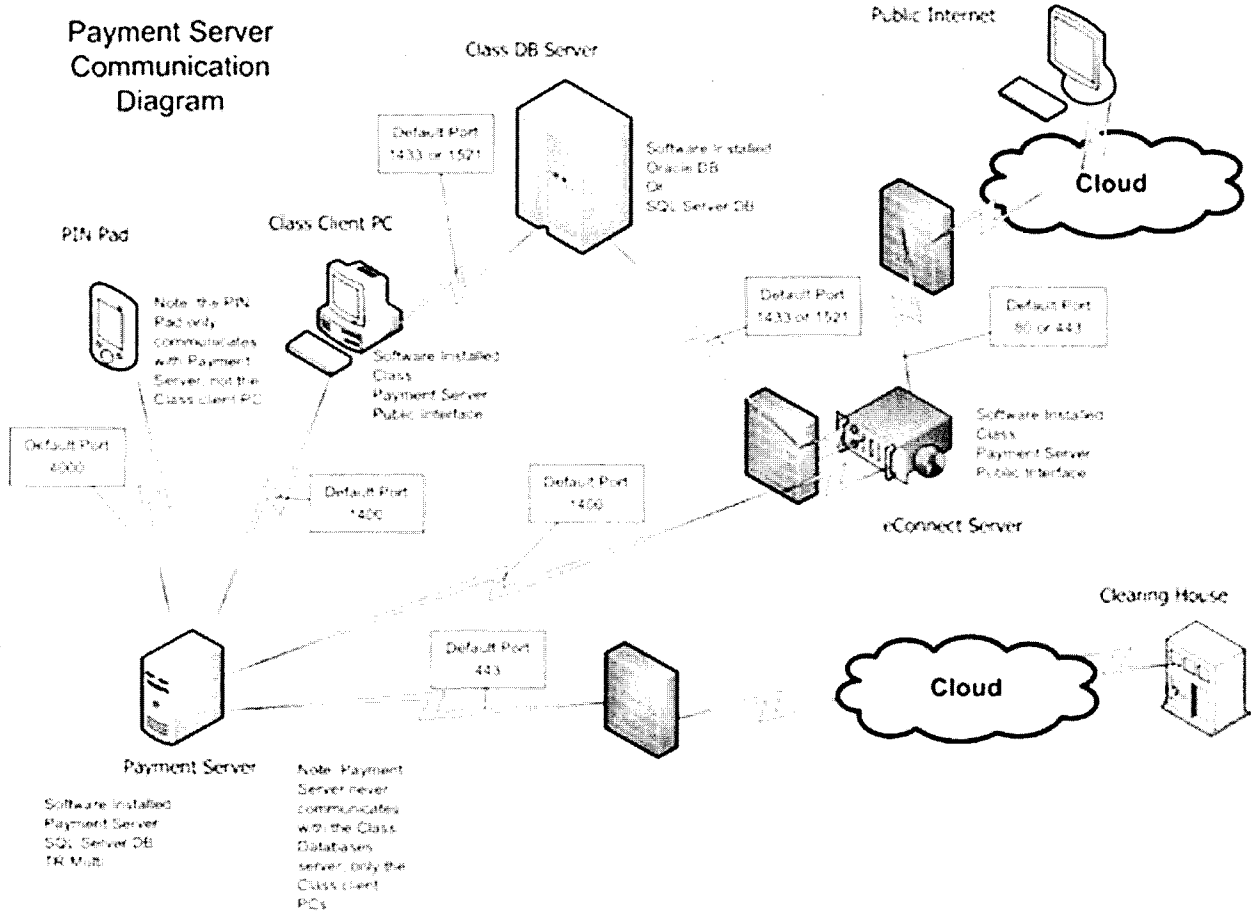 Payment Server
Communication
Diagram
Class DB Server
Public Internet
Default Port
1433 or 1521
Software Installed
Oracle DB
Or
SQL Server DB
Cloud
PIN Pad
Class Client PC
Note: the PIN
Pad only
communicates
with Payment
Server, not the
Class client PC
Software Installed
Class
Payment Server
Public Interface
Default Port
1433 or 1521
Default Port
80 or 443
Default Port
4000
Default Port
1400
Default Port
1400
Software Installed
Class
Payment Server
Public Interface
eConnect Server
Clearing House
Default Port
443
Cloud
Payment Server
Software Installed
Payment Server
SQL Server DB
TR Multi
Note: Payment
Server never
communicates
with the Class
Databases
server, only the
Class client
PCs